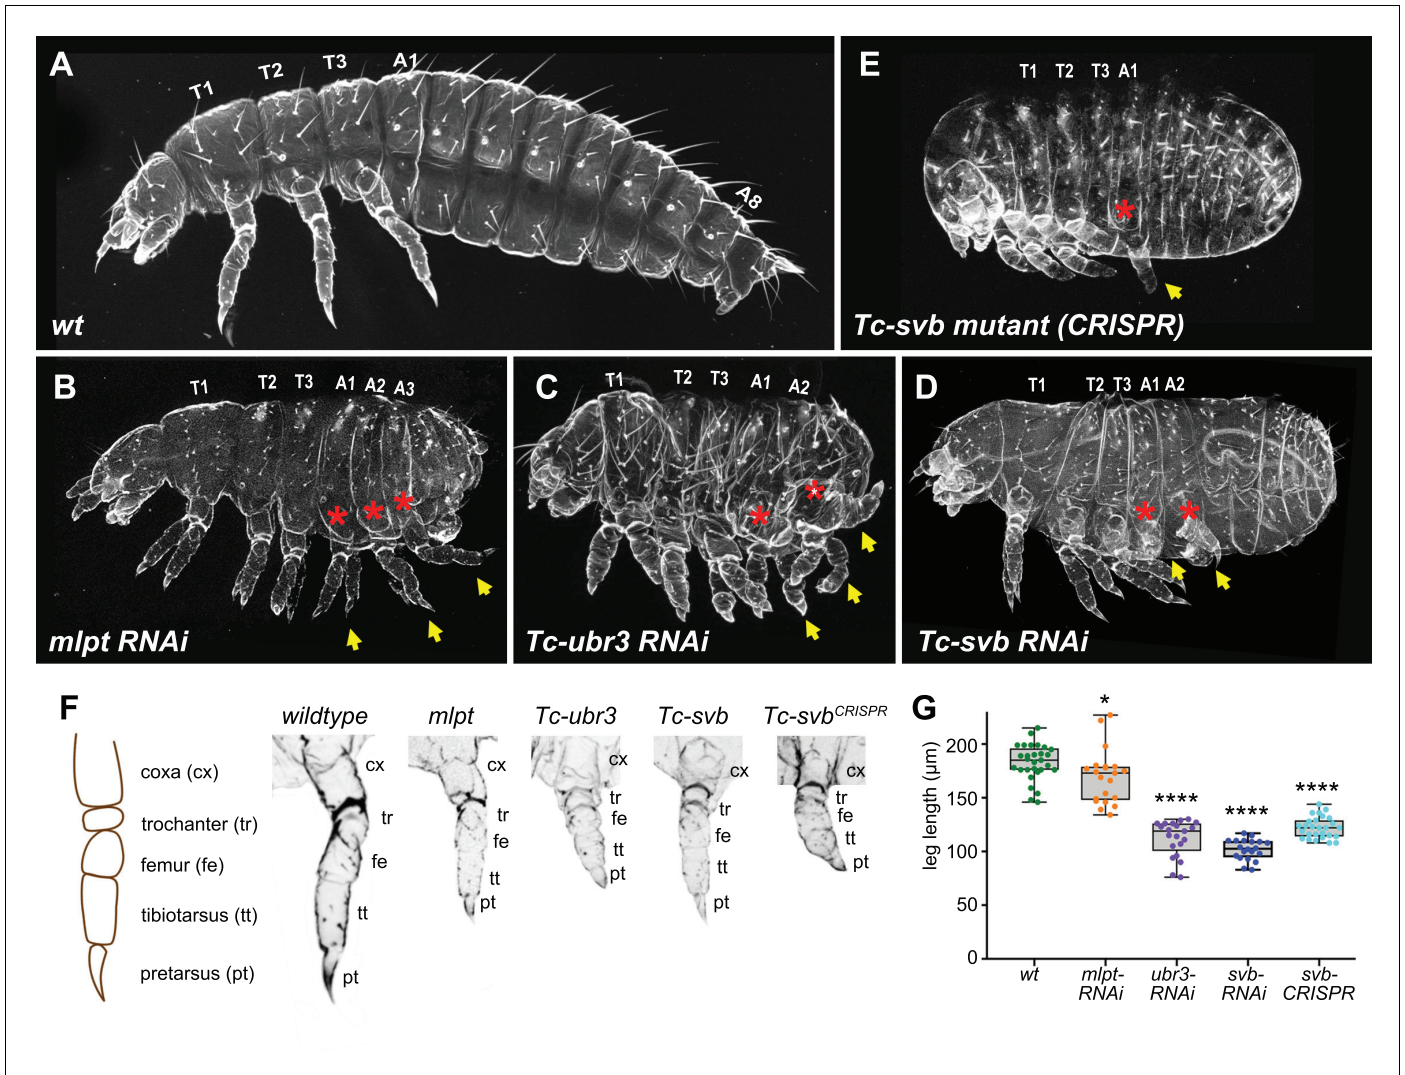 A
T1
T2
T3
A1
A8
wt
E
T1
T2
T3
A1
*
Tc-svb mutant (CRISPR)
B
T1
T2
T3
A1
A2
A3
* * *
mlpt RNAi
C
T1
T2
T3
A1
A2
* *
Tc-ubr3 RNAi
D
T1
T2
T3
A1
A2
* *
Tc-svb RNAi
F
coxa (cx)
trochanter (tr)
femur (fe)
tibiotarsus (tt)
pretarsus (pt)
wildtype
cx
tr
fe
tt
pt
mlpt
cx
tr
fe
tt
pt
Tc-ubr3
cx
tr
fe
tt
pt
Tc-svb
cx
tr
fe
tt
pt
Tc-svbCRISPR
cx
tr
fe
tt
pt
G
leg length (µm)
200
150
100
50
0
*
****
****
****
wt
mlpt-
RNAi
ubr3-
RNAi
svb-
RNAi
svb-
CRISPR